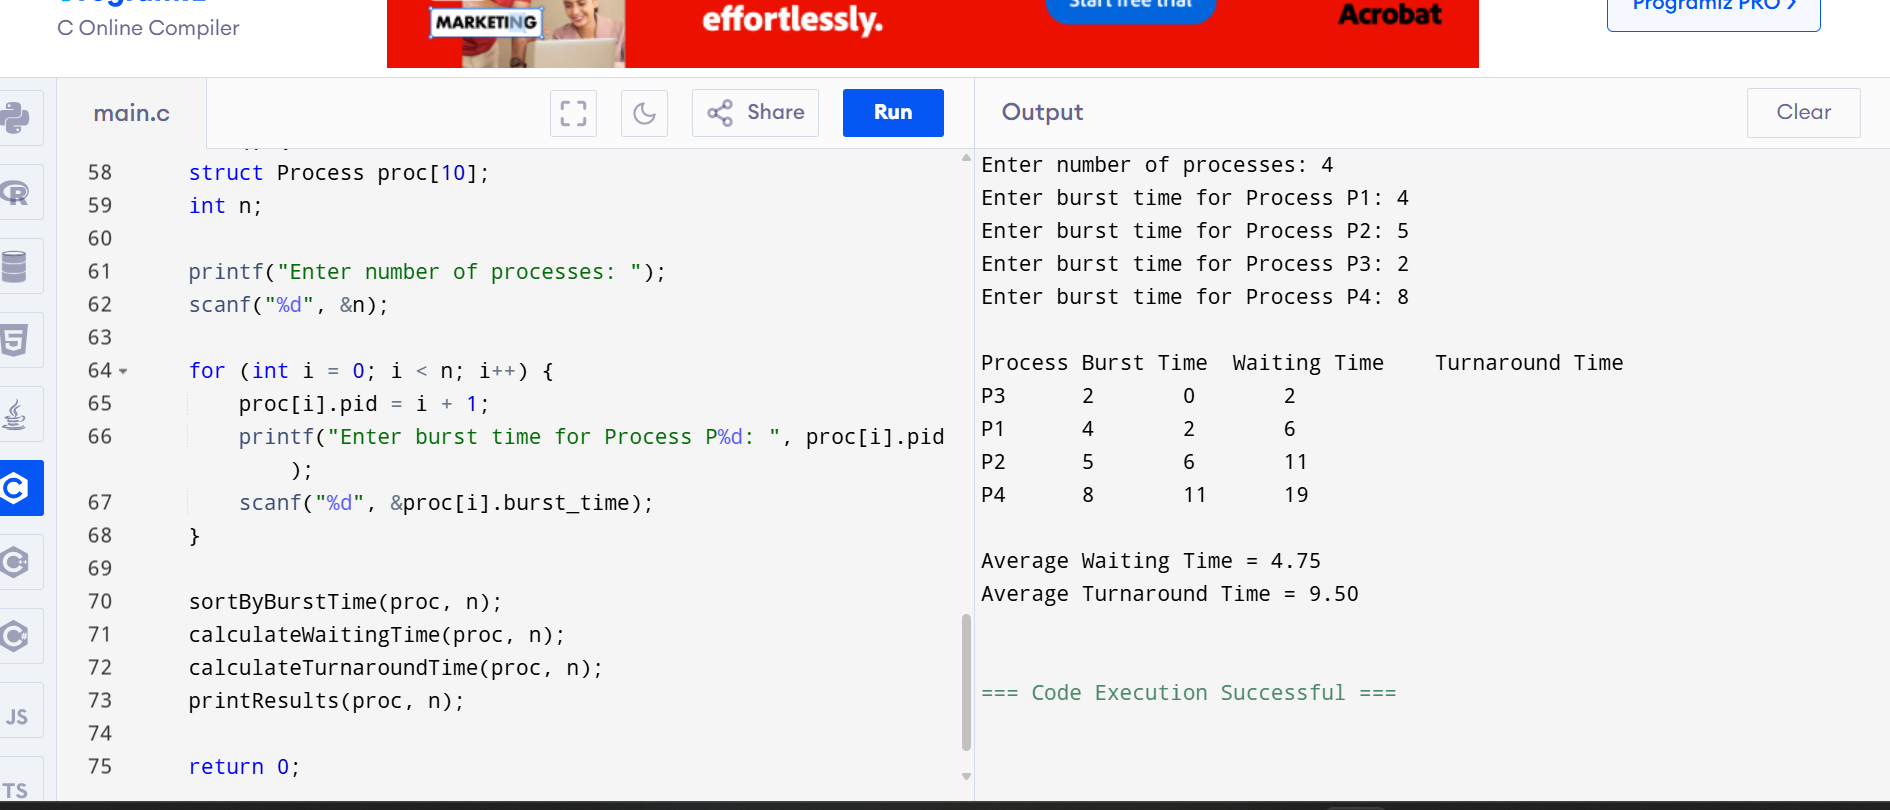 C Online Compiler
MARKETING
effortlessly.
Start free trial
Acrobat
Programiz PRO
main.c
Share
Run
Output
Clear
58 struct Process proc[10];
59 int n;
60
61 printf("Enter number of processes: ");
62 scanf("%d", &n);
63
64 for (int i = 0; i < n; i++) {
65 proc[i].pid = i + 1;
66 printf("Enter burst time for Process P%d: ", proc[i].pid
);
67 scanf("%d", &proc[i].burst_time);
68 }
69
70 sortByBurstTime(proc, n);
71 calculateWaitingTime(proc, n);
72 calculateTurnaroundTime(proc, n);
73 printResults(proc, n);
74
75 return 0;
JS
TS
Enter number of processes: 4
Enter burst time for Process P1: 4
Enter burst time for Process P2: 5
Enter burst time for Process P3: 2
Enter burst time for Process P4: 8
Process Burst Time Waiting Time Turnaround Time
P3 2 0 2
P1 4 2 6
P2 5 6 11
P4 8 11 19
Average Waiting Time = 4.75
Average Turnaround Time = 9.50
=== Code Execution Successful ===